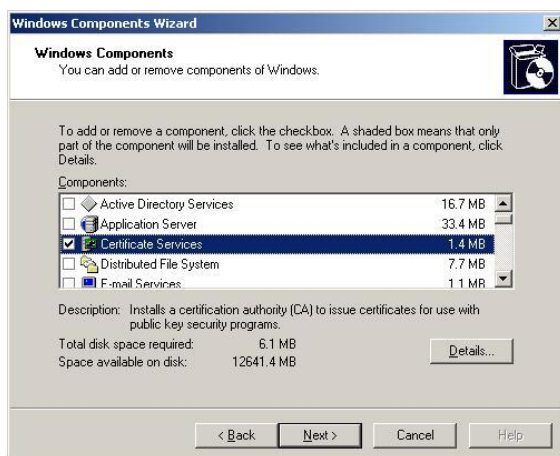 Windows Components Wizard
Windows Components
You can add or remove components of Windows.
To add or remove a component, click the checkbox. A shaded box means that only
part of the component will be installed. To see what's included in a component, click
Details.
Components:
Active Directory Services 16.7 MB
Application Server 33.4 MB
Certificate Services 1.4 MB
Distributed File System 7.7 MB
E-mail Services 1.1 MB
Description: Installs a certification authority (CA) to issue certificates for use with
public key security programs.
Total disk space required: 6.1 MB
Space available on disk: 12641.4 MB
Details...
< Back Next > Cancel Help